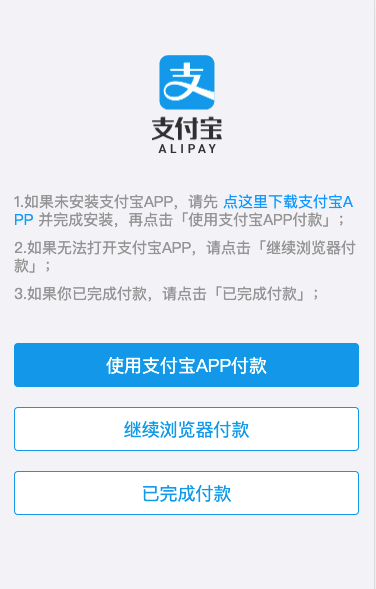 支
支付宝
ALIPAY
1.如果未安装支付宝APP，请先 点这里下载支付宝A
PP 并完成安装，再点击「使用支付宝APP付款」；
2.如果无法打开支付宝APP，请点击「继续浏览器付
款」；
3.如果你已完成付款，请点击「已完成付款」；
使用支付宝APP付款
继续浏览器付款
已完成付款